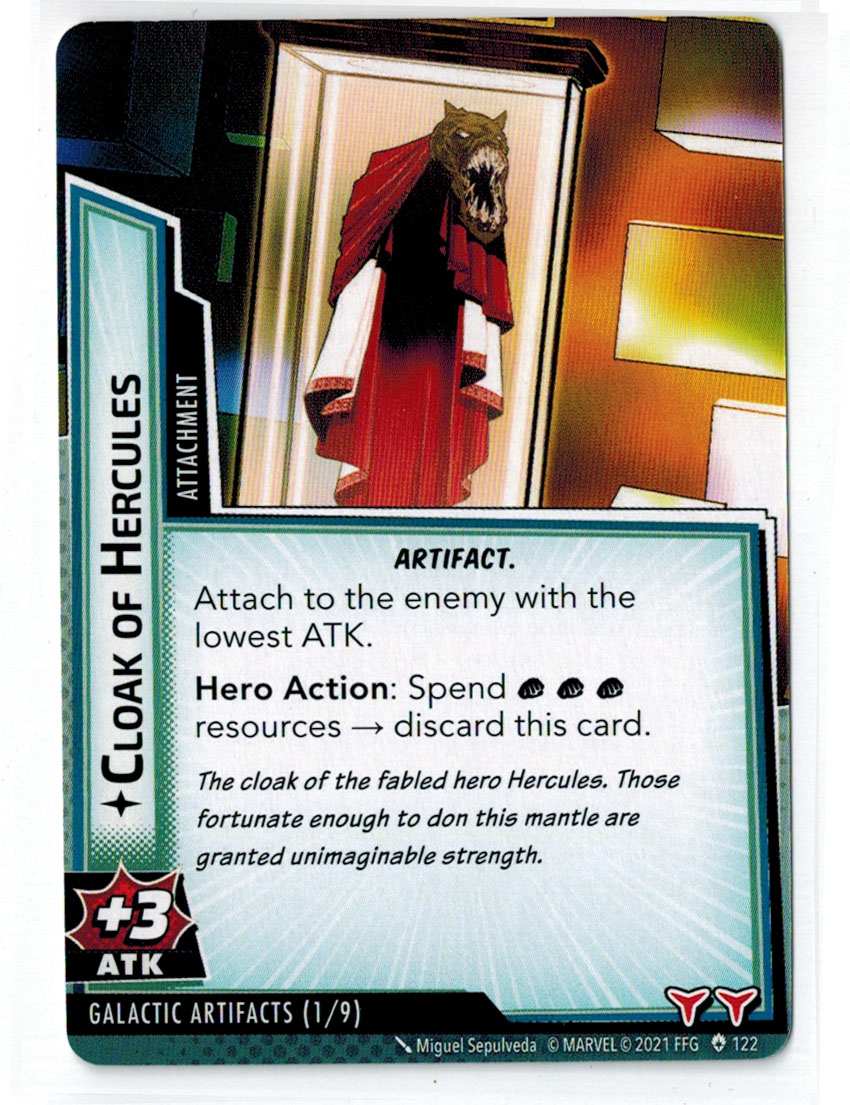 CLOAK OF HERCULES
ATTACHMENT
ARTIFACT.
Attach to the enemy with the
lowest ATK.
Hero Action: Spend
resources → discard this card.
The cloak of the fabled hero Hercules. Those
fortunate enough to don this mantle are
granted unimaginable strength.
+3
ATK
GALACTIC ARTIFACTS (1/9)
Miguel Sepulveda © MARVEL © 2021 FFG 122